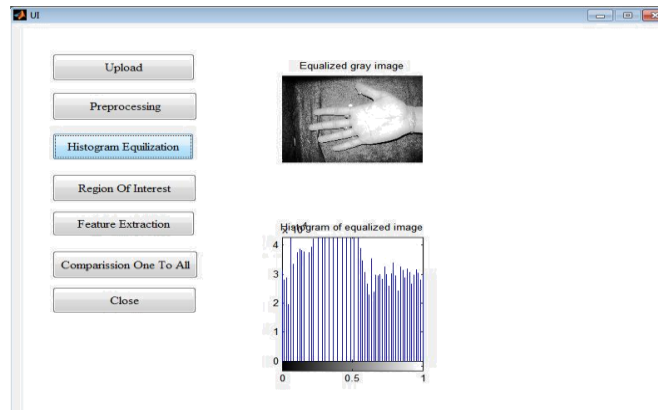 UI
Upload
Preprocessing
Histogram Equilization
Region Of Interest
Feature Extraction
Comparission One To All
Close
Equalized gray image
Histogram of equalized image
× 10
4
3
2
1
0
0 0.5 1